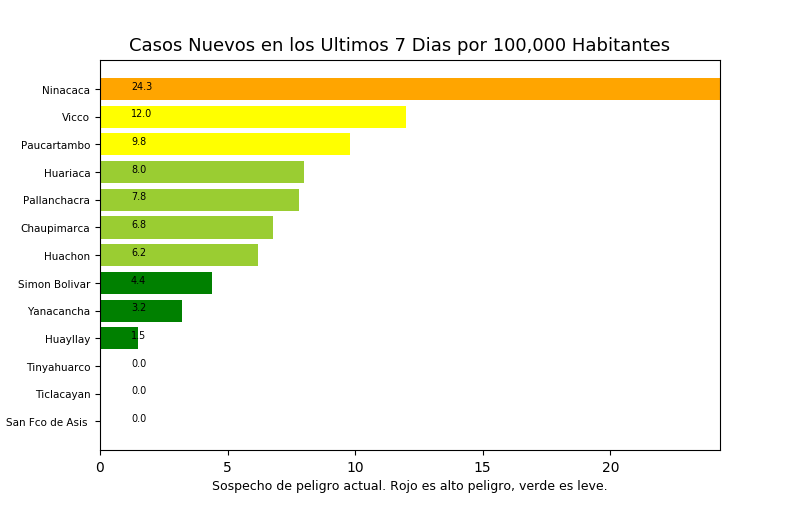 Casos Nuevos en los Ultimos 7 Dias por 100,000 Habitantes
Ninacaca 24.3
Vicco 12.0
Paucartambo 9.8
Huariaca 8.0
Pallanchacra 7.8
Chaupimarca 6.8
Huachon 6.2
Simon Bolivar 4.4
Yanacancha 3.2
Huayllay 1.5
Tinyahuarco 0.0
Ticlacayan 0.0
San Fco de Asis 0.0
0 5 10 15 20
Sospecho de peligro actual. Rojo es alto peligro, verde es leve.